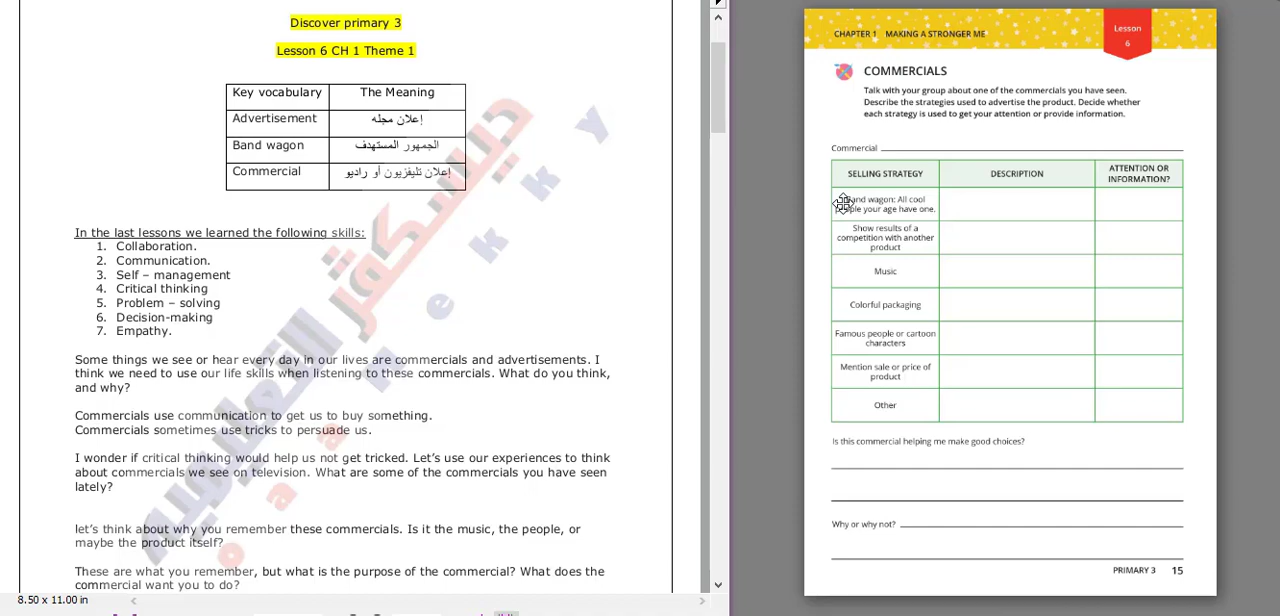 Discover primary 3
Lesson 6 CH 1 Theme 1
Key vocabulary The Meaning
Advertisement إعلان مجله
Band wagon الجمهور المستهدف
Commercial إعلان تليفزيون أو راديو
In the last lessons we learned the following skills:
1. Collaboration.
2. Communication.
3. Self – management
4. Critical thinking
5. Problem – solving
6. Decision-making
7. Empathy.
Some things we see or hear every day in our lives are commercials and advertisements. I
think we need to use our life skills when listening to these commercials. What do you think,
and why?
Commercials use communication to get us to buy something.
Commercials sometimes use tricks to persuade us.
I wonder if critical thinking would help us not get tricked. Let's use our experiences to think
about commercials we see on television. What are some of the commercials you have seen
lately?
let's think about why you remember these commercials. Is it the music, the people, or
maybe the product itself?
These are what you remember, but what is the purpose of the commercial? What does the
commercial want you to do?
8.50 x 11.00 in
CHAPTER 1 MAKING A STRONGER ME
Lesson
6
COMMERCIALS
Talk with your group about one of the commercials you have seen.
Describe the strategies used to advertise the product. Decide whether
each strategy is used to get your attention or provide information.
Commercial
SELLING STRATEGY DESCRIPTION ATTENTION OR
INFORMATION?
wagon: All cool
your age have one.
Show results of a
competition with another
product
Music
Colorful packaging
Famous people or cartoon
characters
Mention sale or price of
product
Other
Is this commercial helping me make good choices?
Why or why not?
PRIMARY 3 15